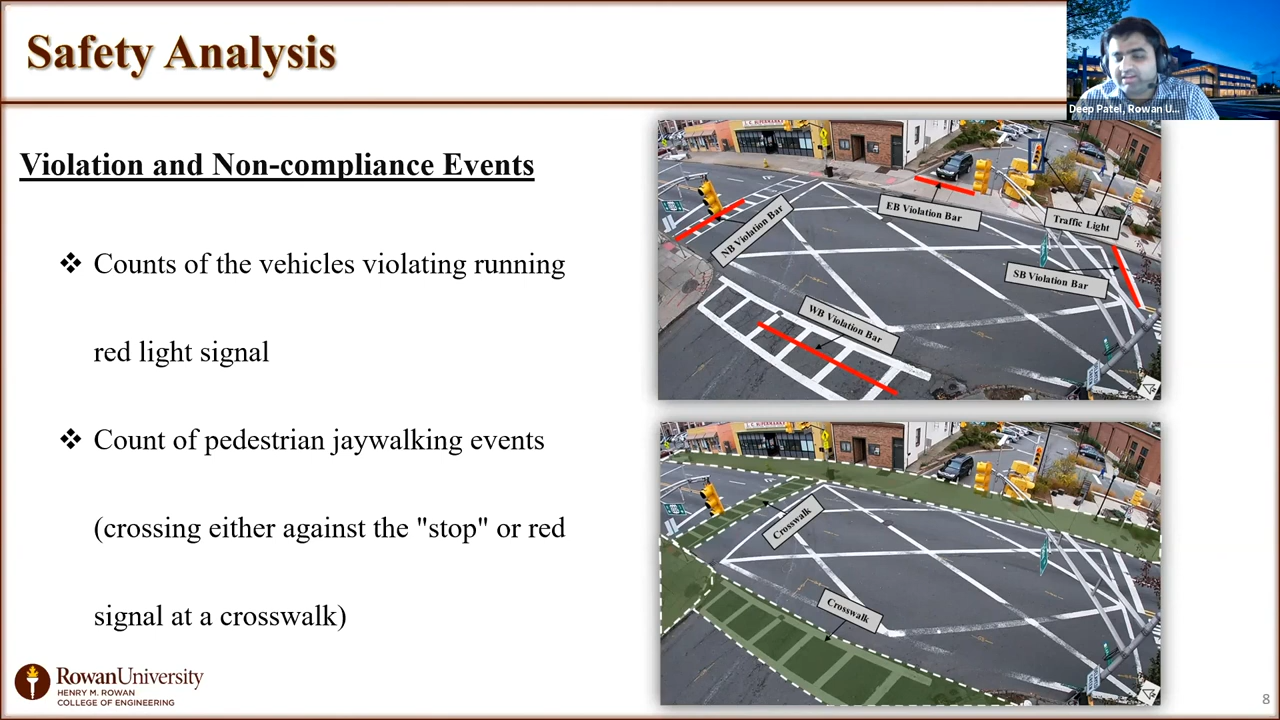 Safety Analysis
Deep Patel, Rowan U...
Violation and Non-compliance Events
❖ Counts of the vehicles violating running
red light signal
❖ Count of pedestrian jaywalking events
(crossing either against the "stop" or red
signal at a crosswalk)
NB Violation Bar
EB Violation Bar
Traffic Light
SB Violation Bar
WB Violation Bar
Crosswalk
Crosswalk
RowanUniversity
HENRY M. ROWAN
COLLEGE OF ENGINEERING
8